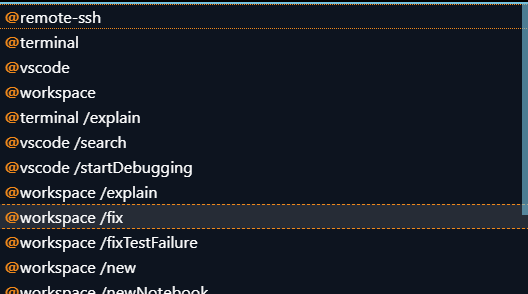 @remote-ssh
@terminal
@vscode
@workspace
@terminal /explain
@vscode /search
@vscode /startDebugging
@workspace /explain
@workspace /fix
@workspace /fixTestFailure
@workspace /new
@workspace /newNotebook